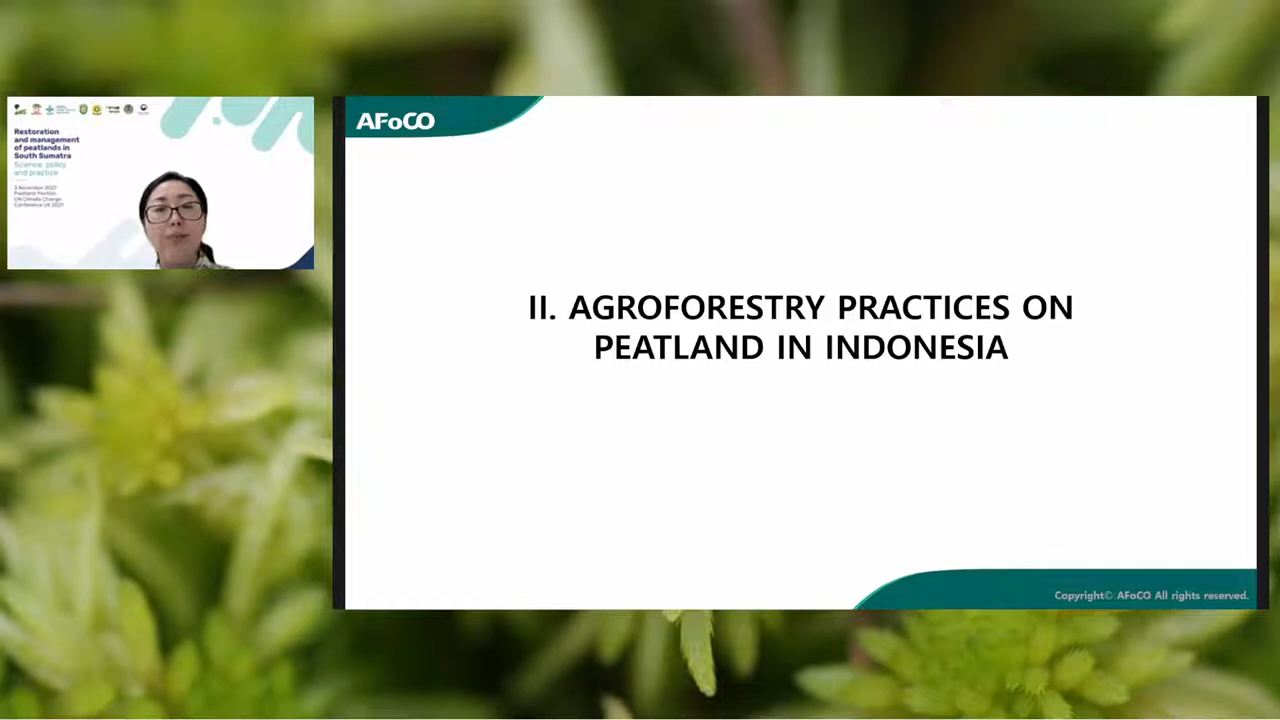 Restoration
and management
of peatlands in
South Sumatra
Science, policy
and practice
3 November 2021
Peatland Pavilion
UN Climate Change
Conference UK 2021
AFoCO
II. AGROFORESTRY PRACTICES ON
PEATLAND IN INDONESIA
Copyright© AFoCO All rights reserved.